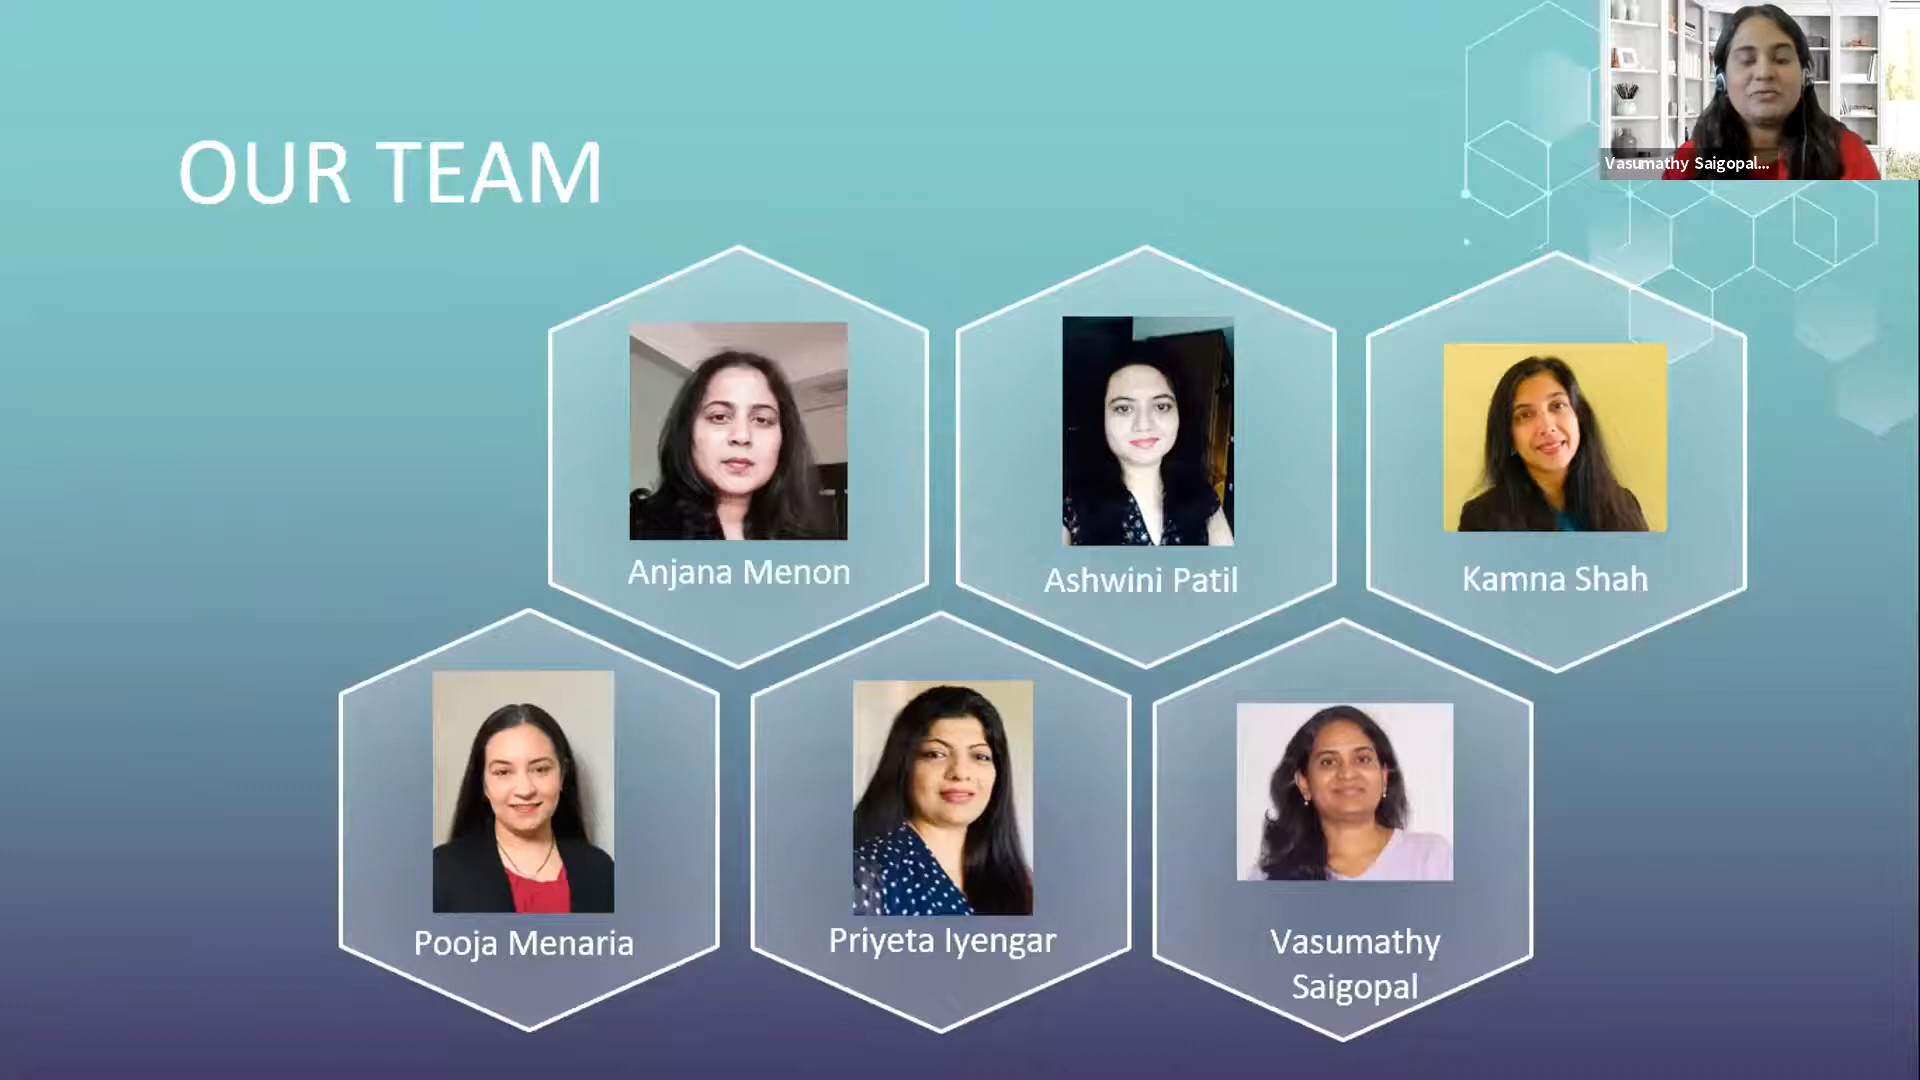 OUR TEAM
Vasumathy Saigopal...
Anjana Menon
Ashwini Patil
Kamna Shah
Pooja Menaria
Priyeta Iyengar
Vasumathy
Saigopal